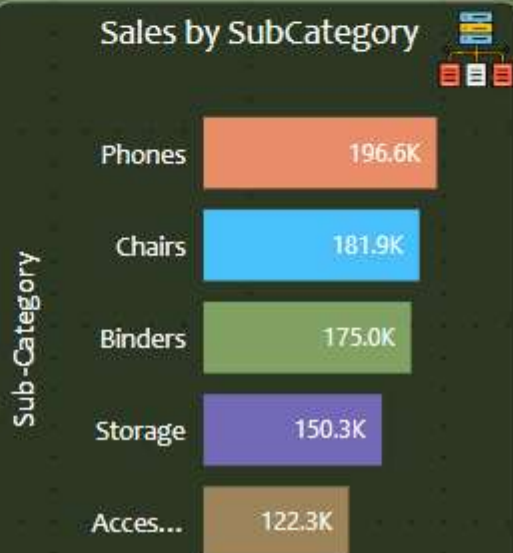 Sales by SubCategory
Sub-Category
Phones 196.6K
Chairs 181.9K
Binders 175.0K
Storage 150.3K
Acces... 122.3K